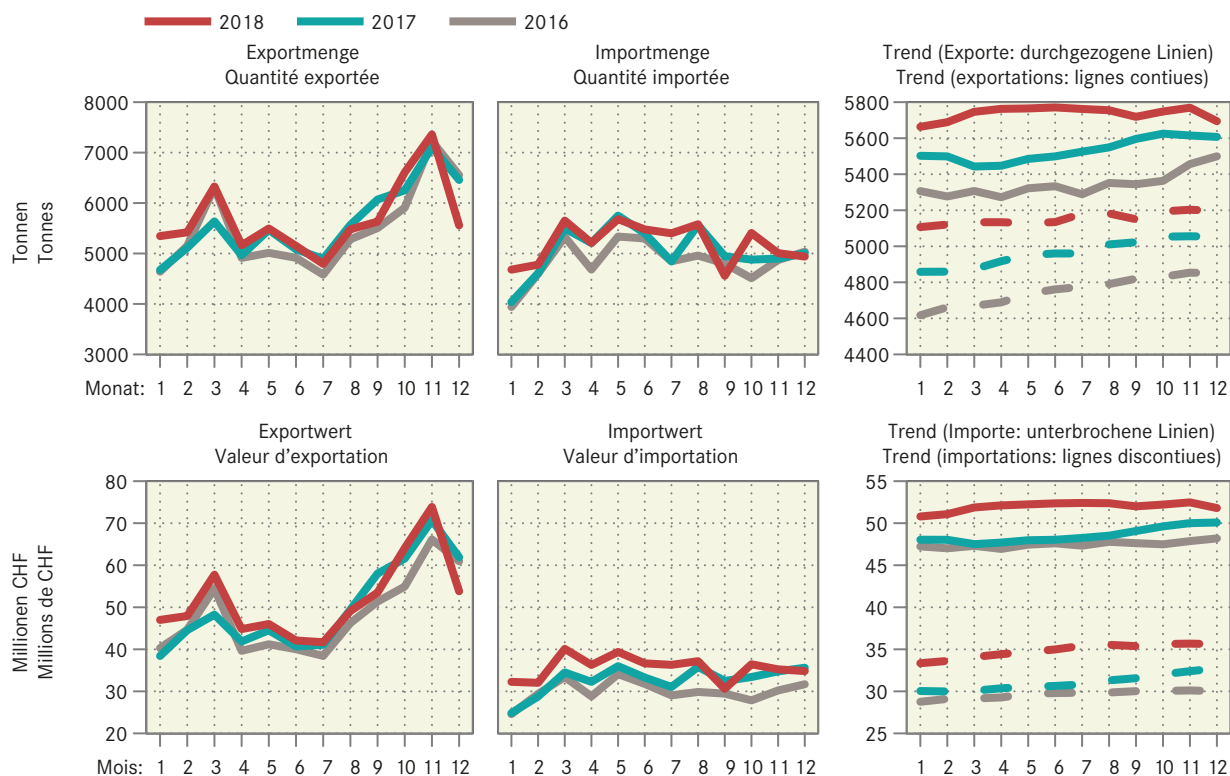 2018 2017 2016
Exportmenge
Quantité exportée
Importmenge
Quantité importée
Trend (Exporte: durchgezogene Linien)
Trend (exportations: lignes contiues)
Tonnen
Tonnes
8000
7000
6000
5000
4000
3000
5800
5600
5400
5200
5000
4800
4600
4400
Monat: 1 2 3 4 5 6 7 8 9 10 11 12
1 2 3 4 5 6 7 8 9 10 11 12
1 2 3 4 5 6 7 8 9 10 11 12
Exportwert
Valeur d'exportation
Importwert
Valeur d'importation
Trend (Importe: unterbrochene Linien)
Trend (importations: lignes discontiues)
Millionen CHF
Millions de CHF
80
70
60
50
40
30
20
55
50
45
40
35
30
25
Mois: 1 2 3 4 5 6 7 8 9 10 11 12
1 2 3 4 5 6 7 8 9 10 11 12
1 2 3 4 5 6 7 8 9 10 11 12